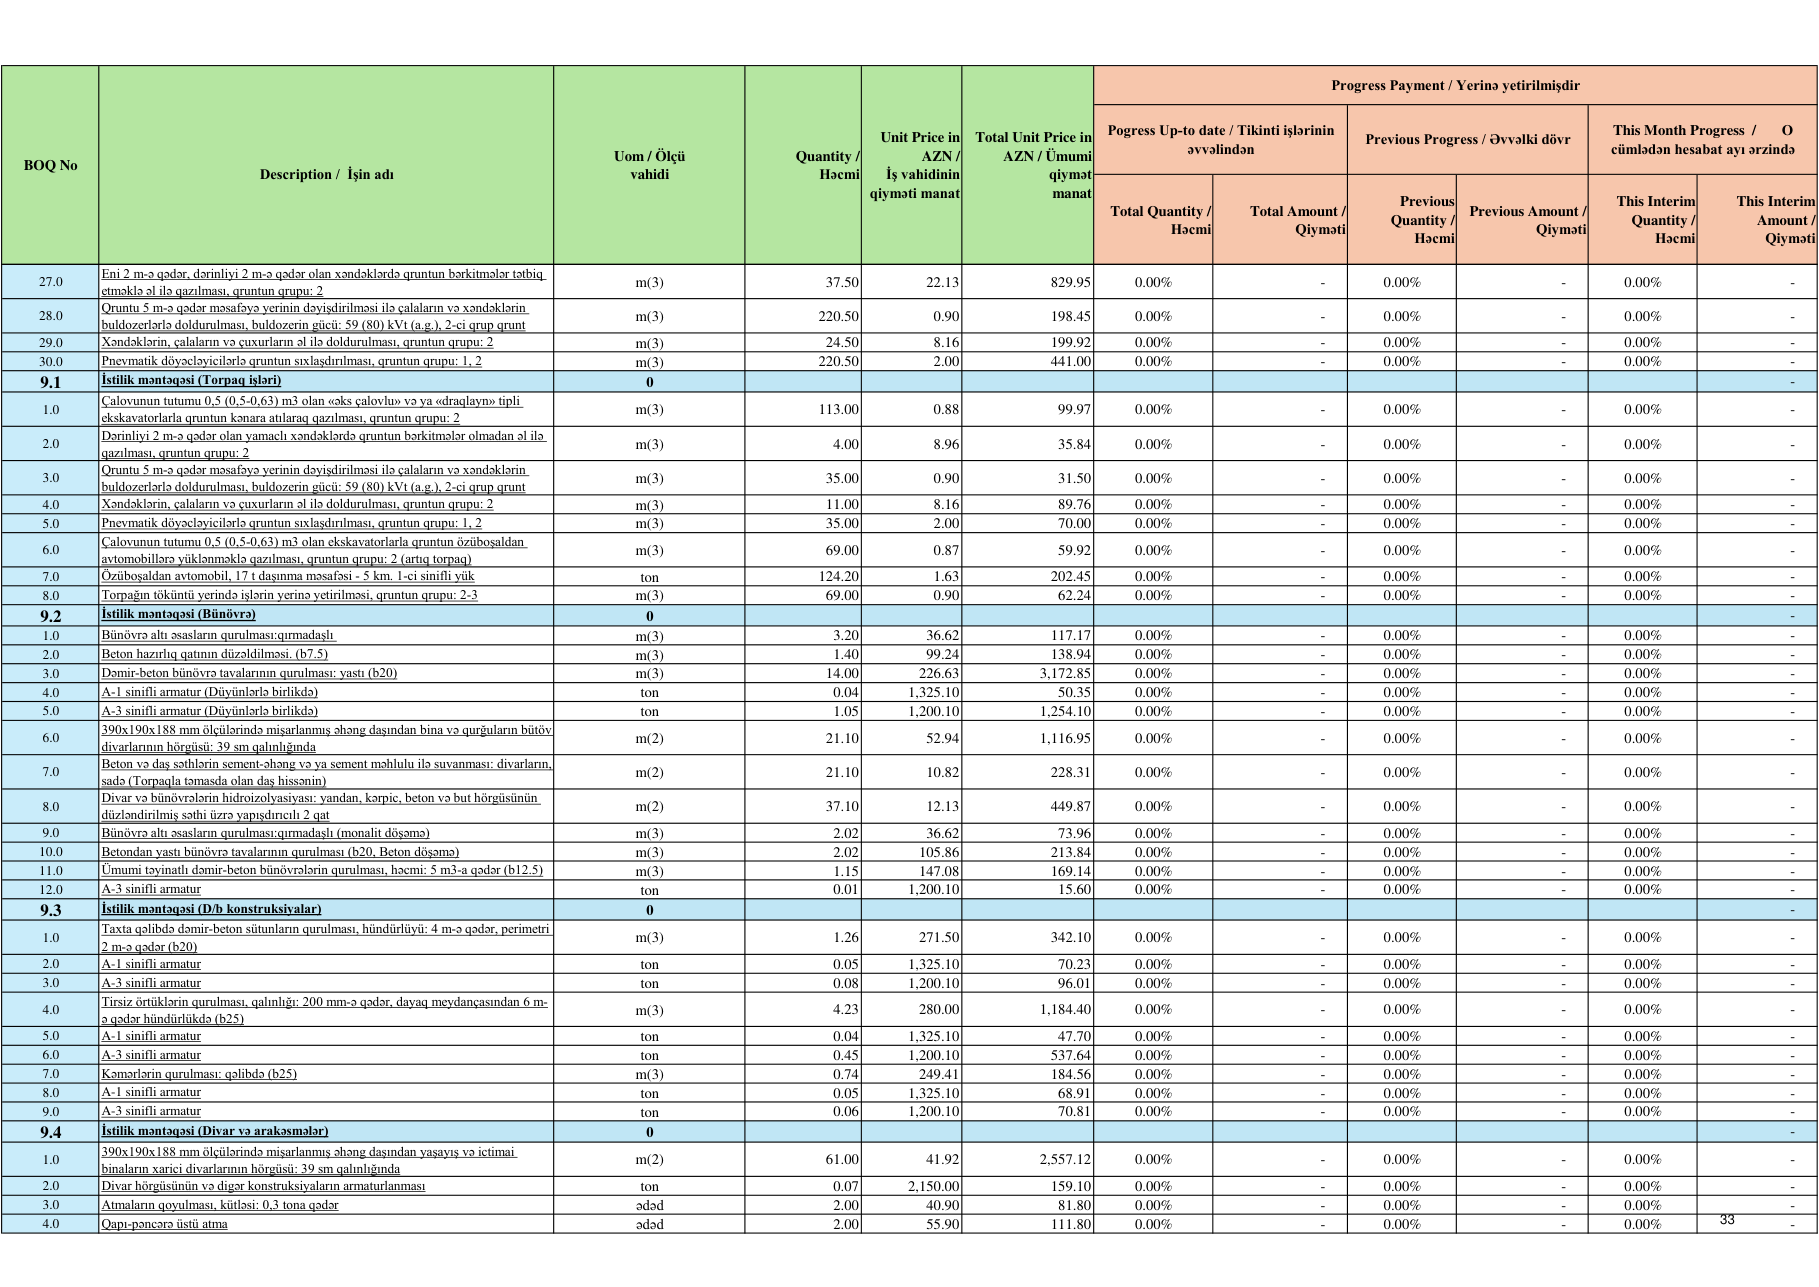 BOQ No
Description / İşin adı
Uom / Ölçü
vahidi
Quantity /
Həcmi
Unit Price in
AZN /
İş vahidinin
qiyməti manat
Total Unit Price in
AZN / Ümumi
qiymət
manat
Progress Payment / Yerinə yetirilmişdir
Pogress Up-to date / Tikinti işlərinin
əvvəlindən
Previous Progress / Əvvəlki dövr
This Month Progress / O
cümlədən hesabat ayı ərzində
Total Quantity /
Həcmi
Total Amount /
Qiyməti
Previous
Quantity /
Həcmi
Previous Amount /
Qiyməti
This Interim
Quantity /
Həcmi
This Interim
Amount /
Qiyməti
27.0 Eni 2 m-ə qədər, dərinliyi 2 m-ə qədər olan xəndəklərdə qruntun bərkitmələr tətbiq
etməklə əl ilə qazılması, qruntun qrupu: 2 m(3) 37.50 22.13 829.95 0.00% - 0.00% - 0.00% -
28.0 Qruntu 5 m-ə qədər məsafəyə yerinin dəyişdirilməsi ilə çalaların və xəndəklərin
buldozerlərlə doldurulması, buldozerin gücü: 59 (80) kVt (a.g.), 2-ci qrup qrunt m(3) 220.50 0.90 198.45 0.00% - 0.00% - 0.00% -
29.0 Xəndəklərin, çalaların və çuxurların əl ilə doldurulması, qruntun qrupu: 2 m(3) 24.50 8.16 199.92 0.00% - 0.00% - 0.00% -
30.0 Pnevmatik döyəcləyicilərlə qruntun sıxlaşdırılması, qruntun qrupu: 1, 2 m(3) 220.50 2.00 441.00 0.00% - 0.00% - 0.00% -
9.1 İstilik məntəqəsi (Torpaq işləri) 0 -
1.0 Çalovunun tutumu 0,5 (0,5-0,63) m3 olan «əks çalovlu» və ya «draqlayn» tipli
ekskavatorlarla qruntun kənara atılaraq qazılması, qruntun qrupu: 2 m(3) 113.00 0.88 99.97 0.00% - 0.00% - 0.00% -
2.0 Dərinliyi 2 m-ə qədər olan yamaclı xəndəklərdə qruntun bərkitmələr olmadan əl ilə
qazılması, qruntun qrupu: 2 m(3) 4.00 8.96 35.84 0.00% - 0.00% - 0.00% -
3.0 Qruntu 5 m-ə qədər məsafəyə yerinin dəyişdirilməsi ilə çalaların və xəndəklərin
buldozerlərlə doldurulması, buldozerin gücü: 59 (80) kVt (a.g.), 2-ci qrup qrunt m(3) 35.00 0.90 31.50 0.00% - 0.00% - 0.00% -
4.0 Xəndəklərin, çalaların və çuxurların əl ilə doldurulması, qruntun qrupu: 2 m(3) 11.00 8.16 89.76 0.00% - 0.00% - 0.00% -
5.0 Pnevmatik döyəcləyicilərlə qruntun sıxlaşdırılması, qruntun qrupu: 1, 2 m(3) 35.00 2.00 70.00 0.00% - 0.00% - 0.00% -
6.0 Çalovunun tutumu 0,5 (0,5-0,63) m3 olan ekskavatorlarla qruntun özüboşaldan
avtomobillərə yüklənməklə qazılması, qruntun qrupu: 2 (artıq torpaq) m(3) 69.00 0.87 59.92 0.00% - 0.00% - 0.00% -
7.0 Özüboşaldan avtomobil, 17 t daşınma məsafəsi - 5 km. 1-ci sinifli yük ton 124.20 1.63 202.45 0.00% - 0.00% - 0.00% -
8.0 Torpağın töküntü yerində işlərin yerinə yetirilməsi, qruntun qrupu: 2-3 m(3) 69.00 0.90 62.24 0.00% - 0.00% - 0.00% -
9.2 İstilik məntəqəsi (Bünövrə) 0 -
1.0 Bünövrə altı əsasların qurulması:qırmadaşlı m(3) 3.20 36.62 117.17 0.00% - 0.00% - 0.00% -
2.0 Beton hazırlıq qatının düzəldilməsi. (b7.5) m(3) 1.40 99.24 138.94 0.00% - 0.00% - 0.00% -
3.0 Dəmir-beton bünövrə tavalarının qurulması: yastı (b20) m(3) 14.00 226.63 3,172.85 0.00% - 0.00% - 0.00% -
4.0 A-1 sinifli armatur (Düyünlərlə birlikdə) ton 0.04 1,325.10 50.35 0.00% - 0.00% - 0.00% -
5.0 A-3 sinifli armatur (Düyünlərlə birlikdə) ton 1.05 1,200.10 1,254.10 0.00% - 0.00% - 0.00% -
6.0 390x190x188 mm ölçülərində mişarlanmış əhəng daşından bina və qurğuların bütöv
divarlarının hörgüsü: 39 sm qalınlığında m(2) 21.10 52.94 1,116.95 0.00% - 0.00% - 0.00% -
7.0 Beton və daş səthlərin sement-əhəng və ya sement məhlulu ilə suvanması: divarların,
sadə (Torpaqla təmasda olan daş hissənin) m(2) 21.10 10.82 228.31 0.00% - 0.00% - 0.00% -
8.0 Divar və bünövrələrin hidroizolyasiyası: yandan, kərpic, beton və but hörgüsünün
düzləndirilmiş səthi üzrə yapışdırıcılı 2 qat m(2) 37.10 12.13 449.87 0.00% - 0.00% - 0.00% -
9.0 Bünövrə altı əsasların qurulması:qırmadaşlı (monalit döşəmə) m(3) 2.02 36.62 73.96 0.00% - 0.00% - 0.00% -
10.0 Betondan yastı bünövrə tavalarının qurulması (b20, Beton döşəmə) m(3) 2.02 105.86 213.84 0.00% - 0.00% - 0.00% -
11.0 Ümumi təyinatlı dəmir-beton bünövrələrin qurulması, həcmi: 5 m3-a qədər (b12.5) m(3) 1.15 147.08 169.14 0.00% - 0.00% - 0.00% -
12.0 A-3 sinifli armatur ton 0.01 1,200.10 15.60 0.00% - 0.00% - 0.00% -
9.3 İstilik məntəqəsi (D/b konstruksiyalar) 0 -
1.0 Taxta qəlibdə dəmir-beton sütunların qurulması, hündürlüyü: 4 m-ə qədər, perimetri
2 m-ə qədər (b20) m(3) 1.26 271.50 342.10 0.00% - 0.00% - 0.00% -
2.0 A-1 sinifli armatur ton 0.05 1,325.10 70.23 0.00% - 0.00% - 0.00% -
3.0 A-3 sinifli armatur ton 0.08 1,200.10 96.01 0.00% - 0.00% - 0.00% -
4.0 Tirsiz örtüklərin qurulması, qalınlığı: 200 mm-ə qədər, dayaq meydançasından 6 m-
ə qədər hündürlükdə (b25) m(3) 4.23 280.00 1,184.40 0.00% - 0.00% - 0.00% -
5.0 A-1 sinifli armatur ton 0.04 1,325.10 47.70 0.00% - 0.00% - 0.00% -
6.0 A-3 sinifli armatur ton 0.45 1,200.10 537.64 0.00% - 0.00% - 0.00% -
7.0 Kəmərlərin qurulması: qəlibdə (b25) m(3) 0.74 249.41 184.56 0.00% - 0.00% - 0.00% -
8.0 A-1 sinifli armatur ton 0.05 1,325.10 68.91 0.00% - 0.00% - 0.00% -
9.0 A-3 sinifli armatur ton 0.06 1,200.10 70.81 0.00% - 0.00% - 0.00% -
9.4 İstilik məntəqəsi (Divar və arakəsmələr) 0 -
1.0 390x190x188 mm ölçülərində mişarlanmış əhəng daşından yaşayış və ictimai
binaların xarici divarlarının hörgüsü: 39 sm qalınlığında m(2) 61.00 41.92 2,557.12 0.00% - 0.00% - 0.00% -
2.0 Divar hörgüsünün və digər konstruksiyaların armaturlanması ton 0.07 2,150.00 159.10 0.00% - 0.00% - 0.00% -
3.0 Atmaların qoyulması, kütləsi: 0,3 tona qədər ədəd 2.00 40.90 81.80 0.00% - 0.00% - 0.00% -
4.0 Qapı-pəncərə üstü atma ədəd 2.00 55.90 111.80 0.00% - 0.00% - 0.00% -
33